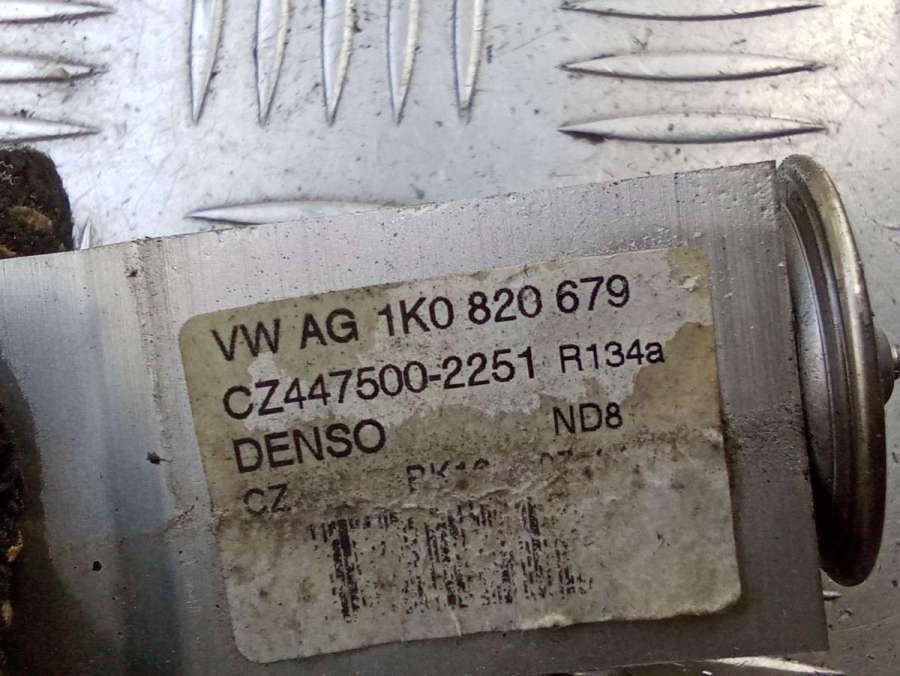 VW AG 1K0 820 679
CZ447500-2251 R134a
DENSO ND8
CZ